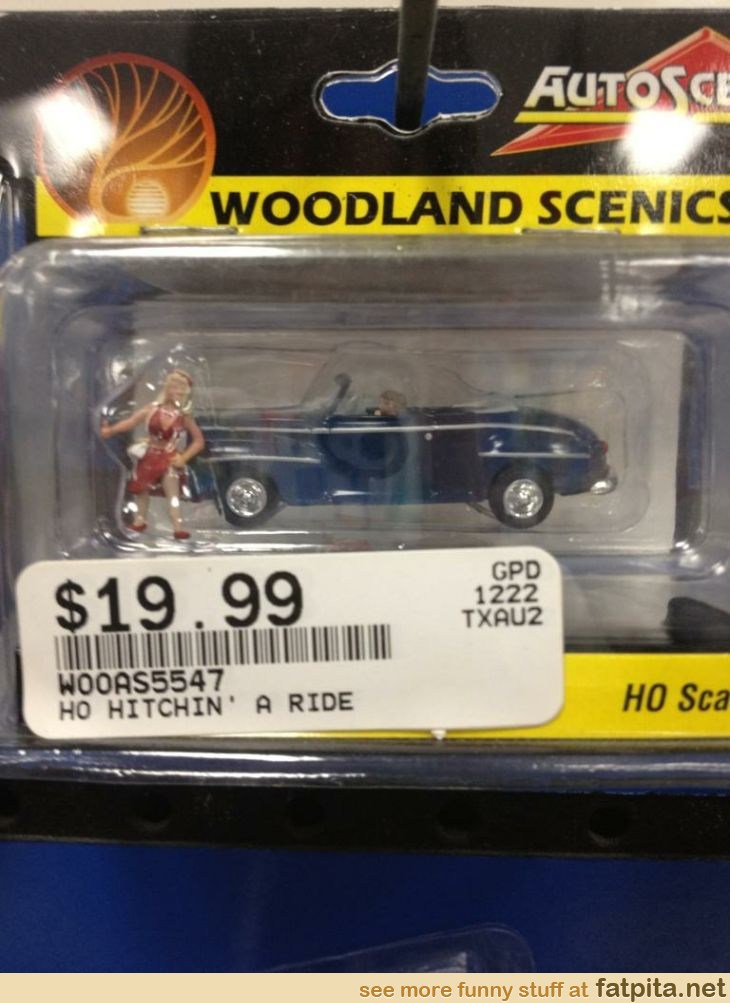 AUTOSCE
WOODLAND SCENICS
$19.99
GPD
1222
TXAU2
WOOAS5547
HO HITCHIN' A RIDE
HO Sca
see more funny stuff at fatpita.net